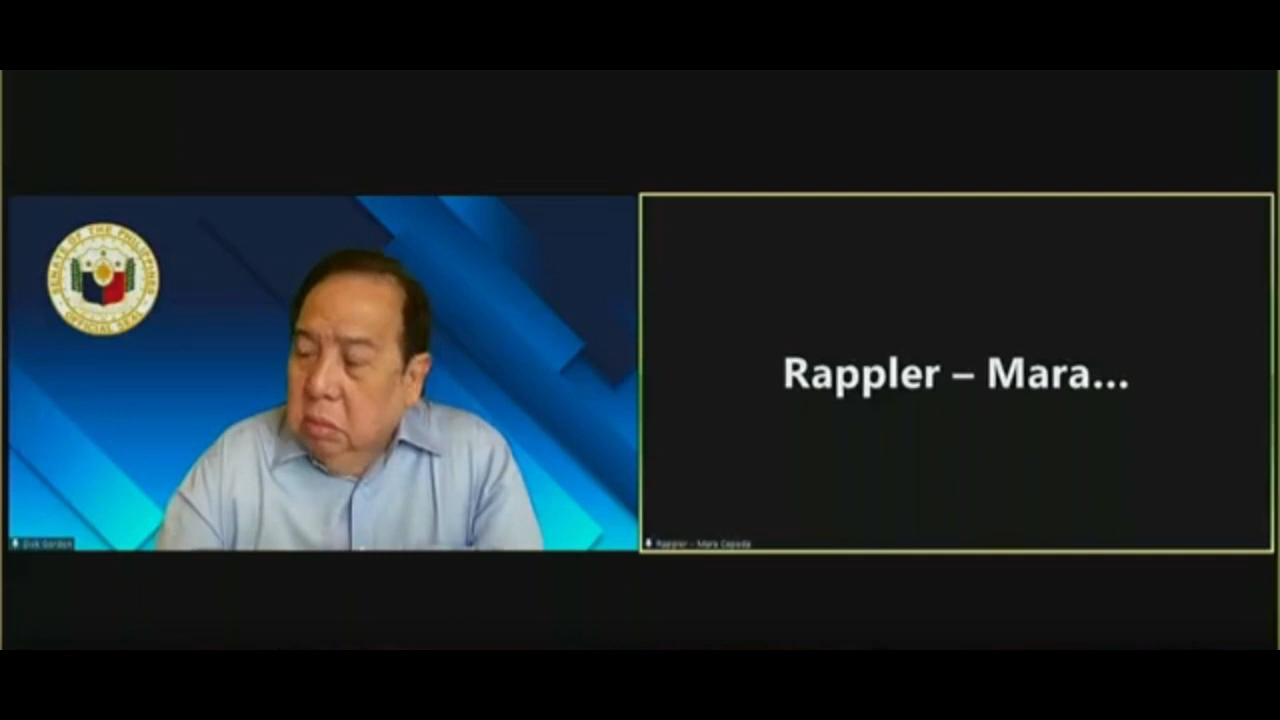 SENATE OF THE PHILIPPINES
OFFICIAL SEAL
Rappler – Mara...
Dick Gordon
Rappler – Mara Cepeda